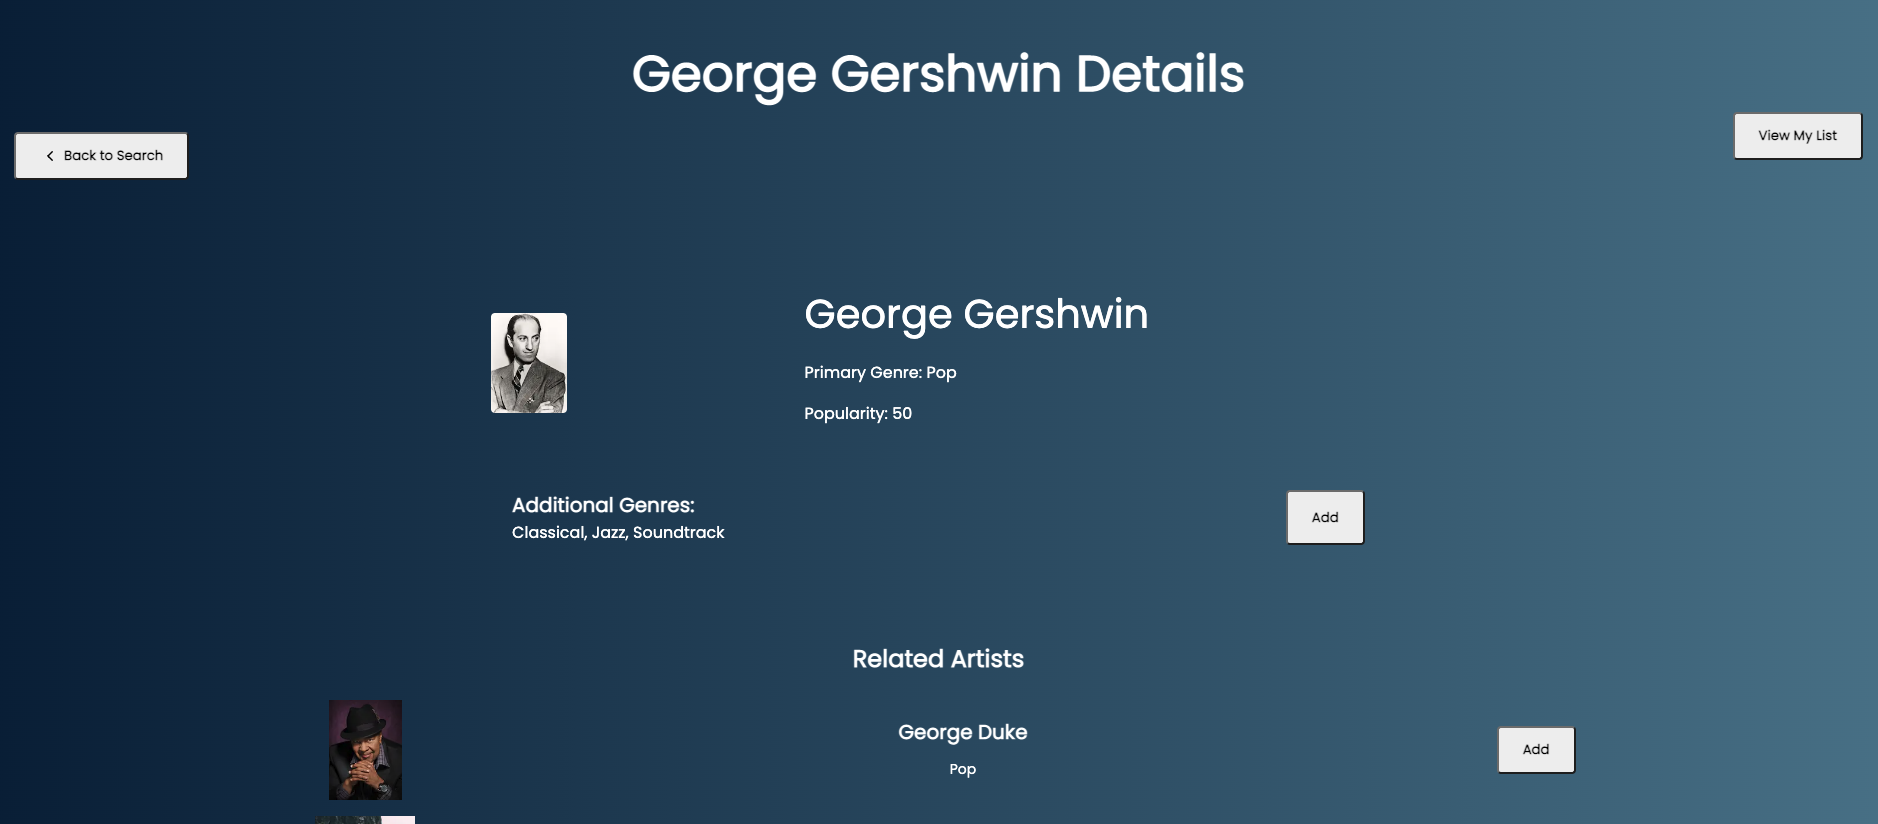 George Gershwin Details
Back to Search
View My List
George Gershwin
Primary Genre: Pop
Popularity: 50
Additional Genres:
Classical, Jazz, Soundtrack
Add
Related Artists
George Duke
Pop
Add